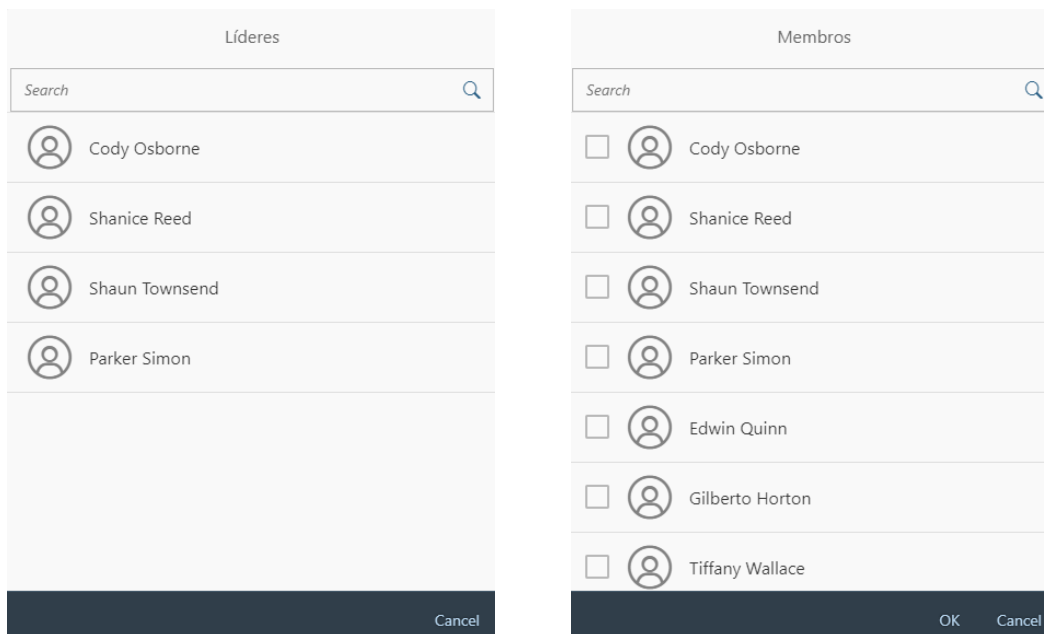 Líderes
Search
Cody Osborne
Shanice Reed
Shaun Townsend
Parker Simon
Cancel
Membros
Search
Cody Osborne
Shanice Reed
Shaun Townsend
Parker Simon
Edwin Quinn
Gilberto Horton
Tiffany Wallace
OK Cancel